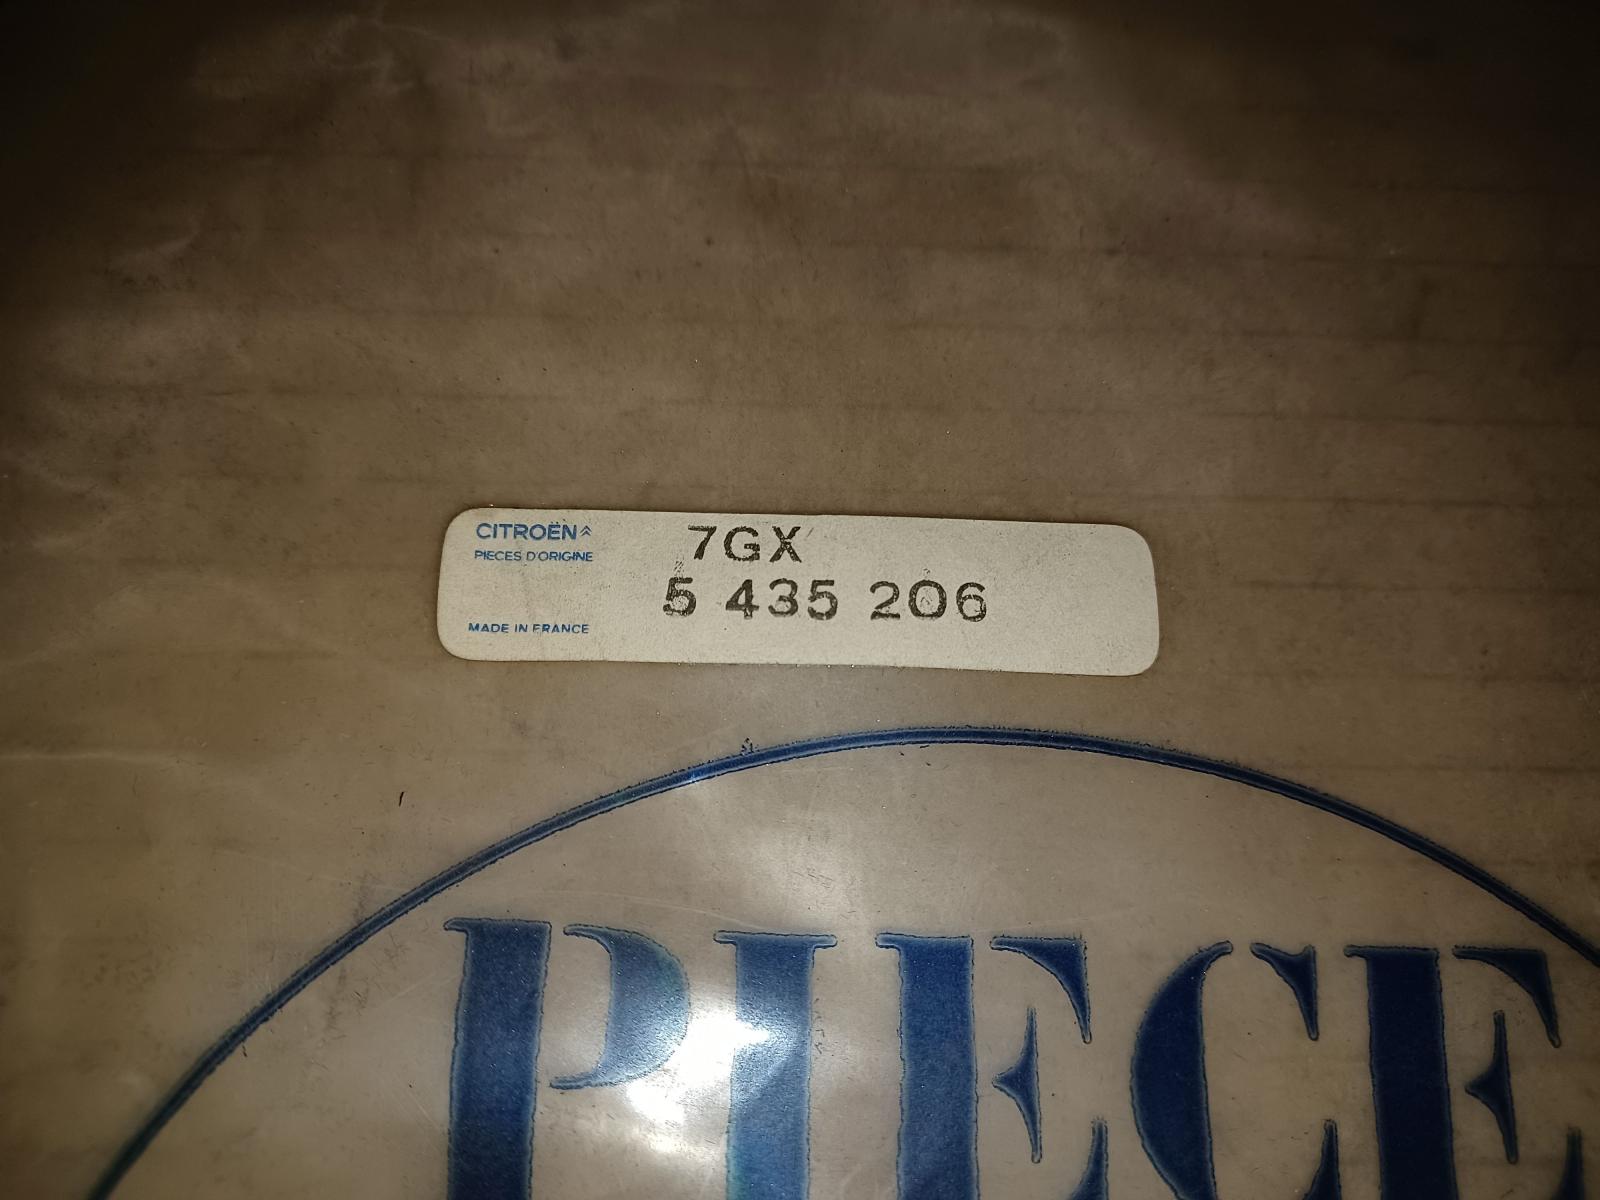 CITROËN
PIECES D'ORIGINE
7GX
5 435 206
MADE IN FRANCE
PIECE